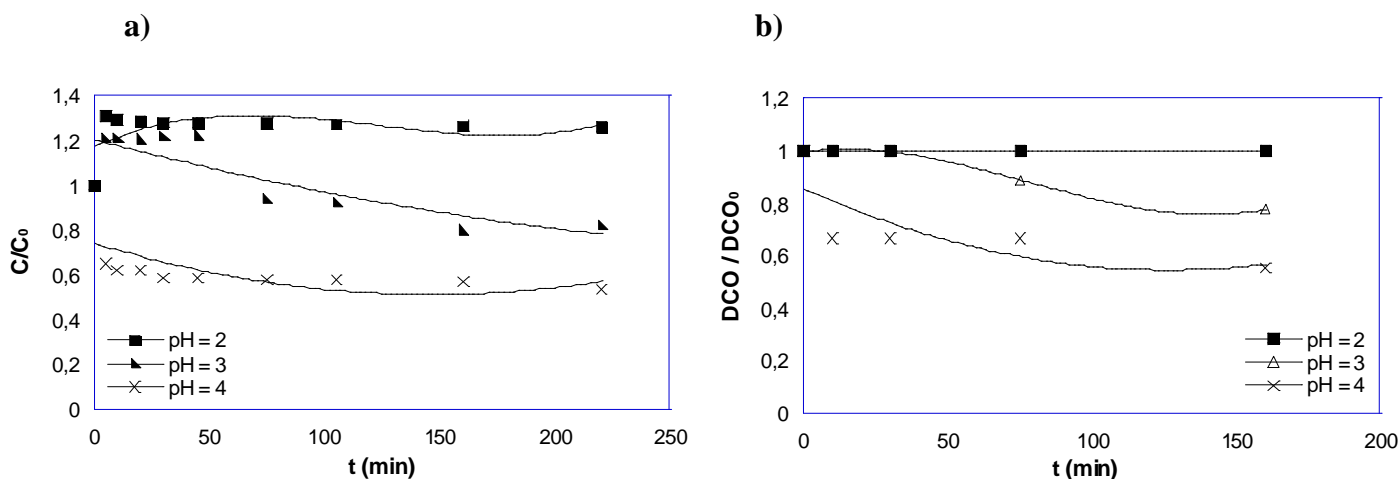 a)
1,4
1,2
1
0,8
0,6
0,4
0,2
0
C/C₀
pH = 2
pH = 3
pH = 4
0 50 100 150 200 250
t (min)
b)
1,2
1
0,8
0,6
0,4
0,2
0
DCO / DCO₀
pH = 2
pH = 3
pH = 4
0 50 100 150 200
t (min)